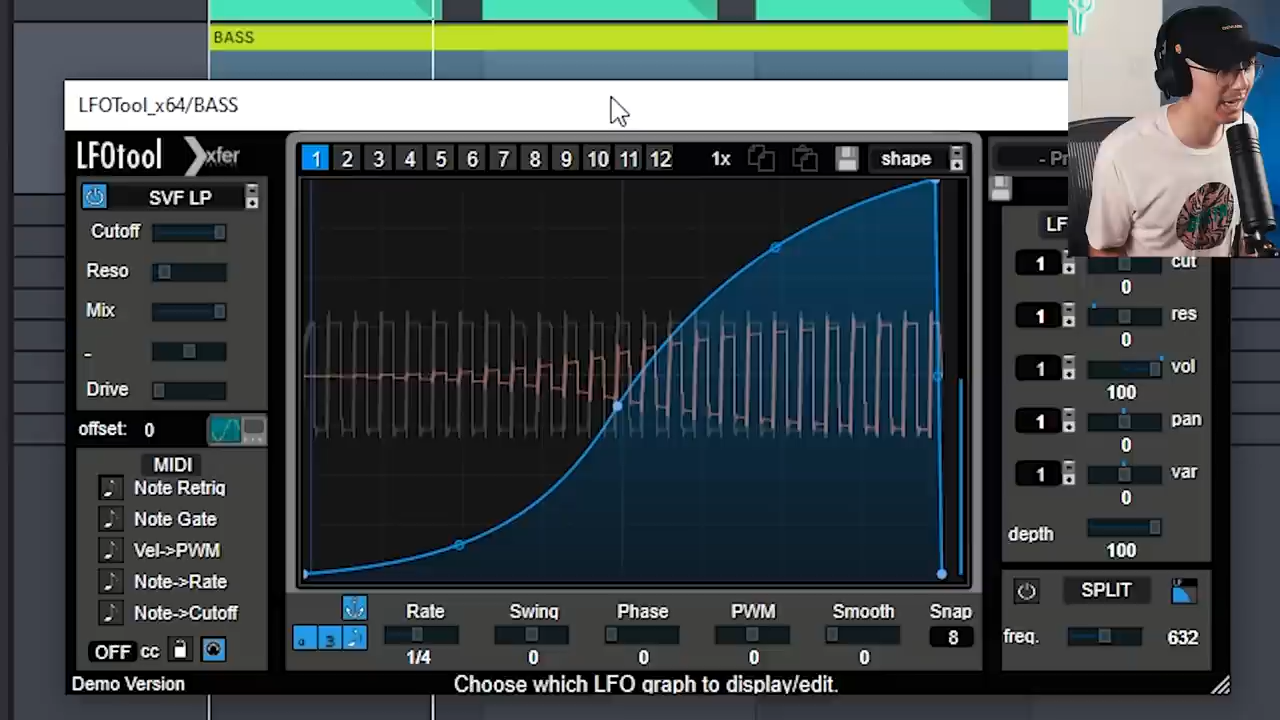 BASS
LFOTool_x64/BASS
LFOtool xfer
1 2 3 4 5 6 7 8 9 10 11 12 1x shape - Pr
SVF LP
Cutoff
Reso
Mix
-
Drive
offset: 0
MIDI
Note Retrig
Note Gate
Vel->PWM
Note->Rate
Note->Cutoff
OFF cc
Demo Version
a 3
Rate Swing Phase PWM Smooth Snap
1/4 0 0 0 0 8
Choose which LFO graph to display/edit.
LF
1 cut
0
1 res
0
1 vol
100
1 pan
0
1 var
0
depth
100
SPLIT
freq. 632